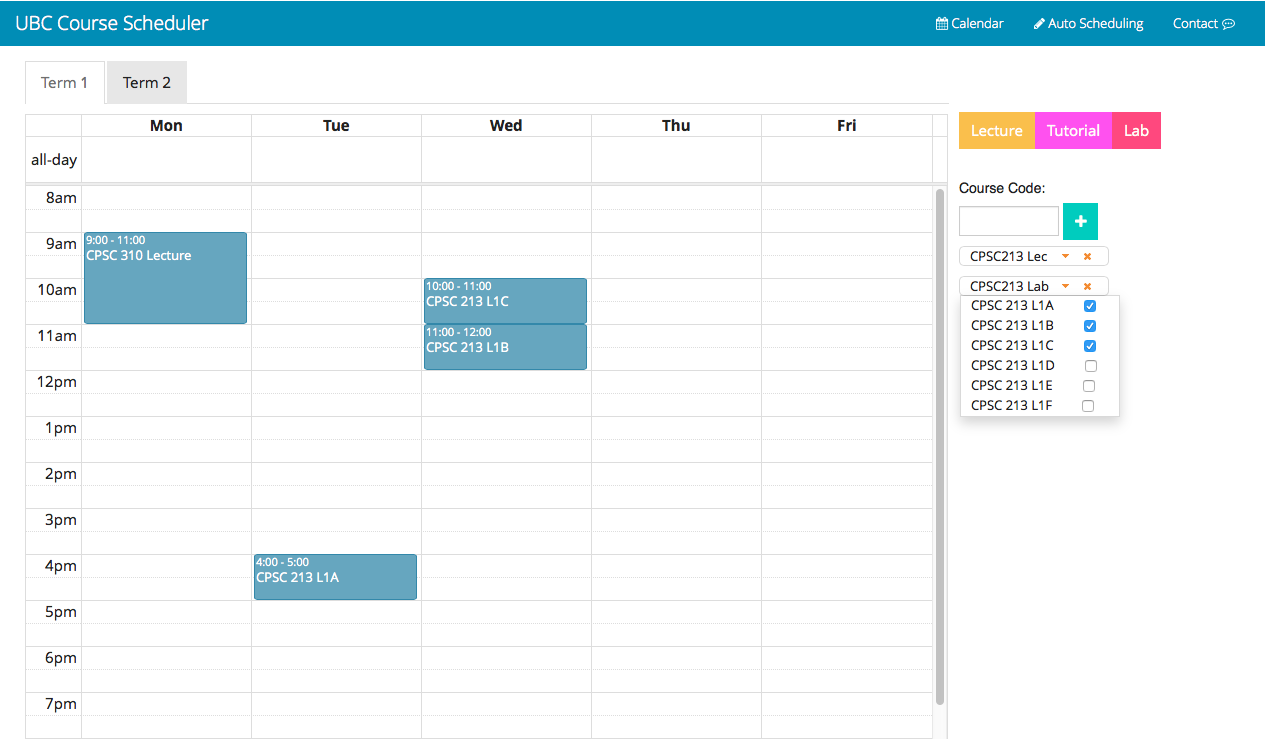 UBC Course Scheduler
Calendar
Auto Scheduling
Contact
Term 1
Term 2
Mon
Tue
Wed
Thu
Fri
all-day
8am
9am
10am
11am
12pm
1pm
2pm
3pm
4pm
5pm
6pm
7pm
9:00 - 11:00
CPSC 310 Lecture
10:00 - 11:00
CPSC 213 L1C
11:00 - 12:00
CPSC 213 L1B
4:00 - 5:00
CPSC 213 L1A
Lecture
Tutorial
Lab
Course Code:
CPSC213 Lec
CPSC213 Lab
CPSC 213 L1A
CPSC 213 L1B
CPSC 213 L1C
CPSC 213 L1D
CPSC 213 L1E
CPSC 213 L1F